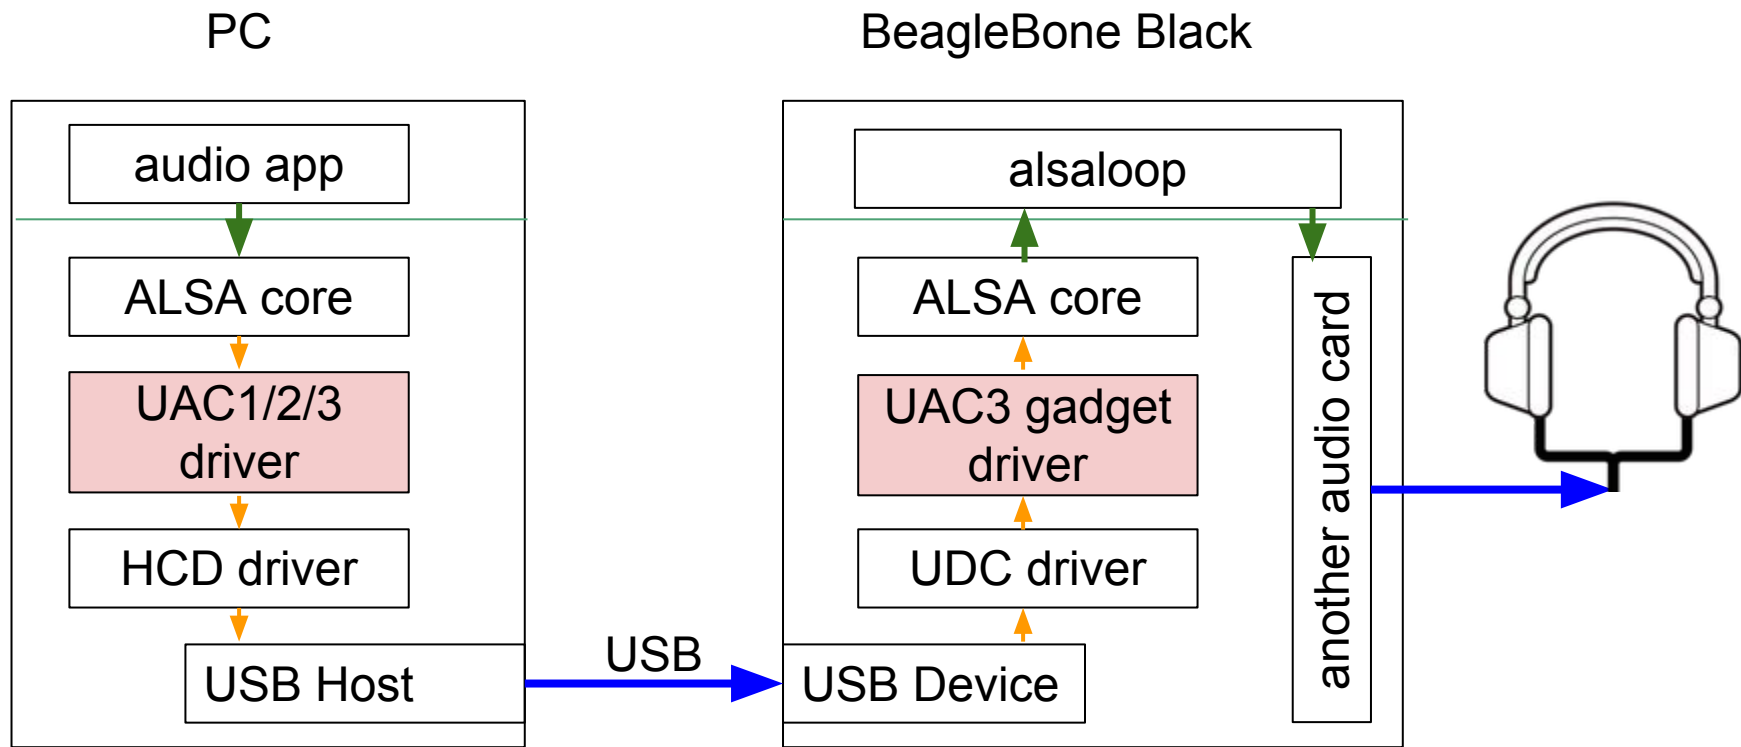 PC
BeagleBone Black
audio app
ALSA core
UAC1/2/3
driver
HCD driver
USB Host
USB
alsaloop
ALSA core
UAC3 gadget
driver
UDC driver
USB Device
another audio card